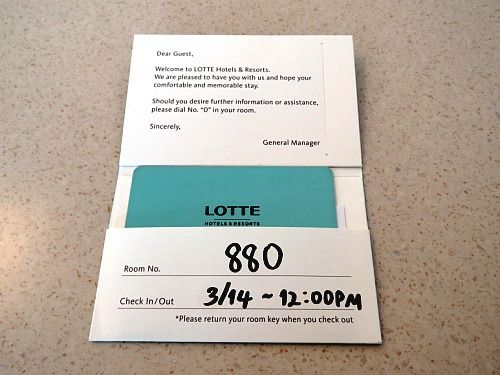 Dear Guest,
Welcome to LOTTE Hotels & Resorts.
We are pleased to have you with us and hope your
comfortable and memorable stay.
Should you desire further information or assistance,
please dial No. "0" in your room.
Sincerely,
General Manager
LOTTE
HOTELS & RESORTS
Room No. 880
Check In/Out 3/14 ~ 12:00PM
*Please return your room key when you check out